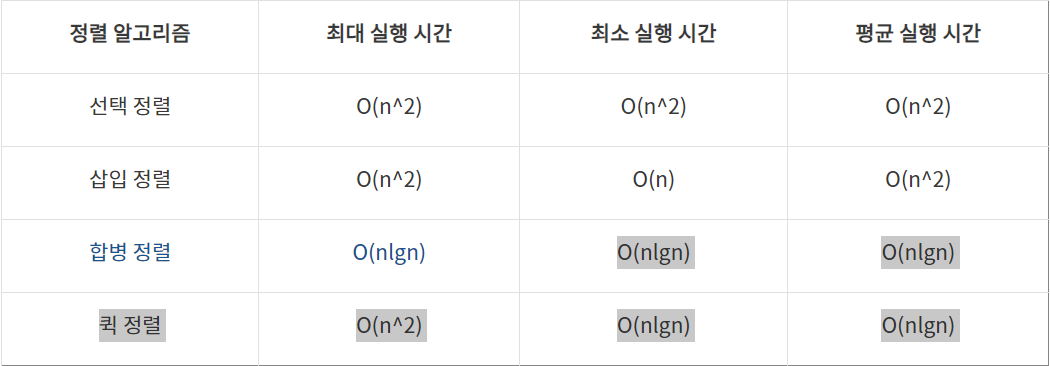 정렬 알고리즘 최대 실행 시간 최소 실행 시간 평균 실행 시간
선택 정렬 O(n^2) O(n^2) O(n^2)
삽입 정렬 O(n^2) O(n) O(n^2)
합병 정렬 O(nlgn) O(nlgn) O(nlgn)
퀵 정렬 O(n^2) O(nlgn) O(nlgn)